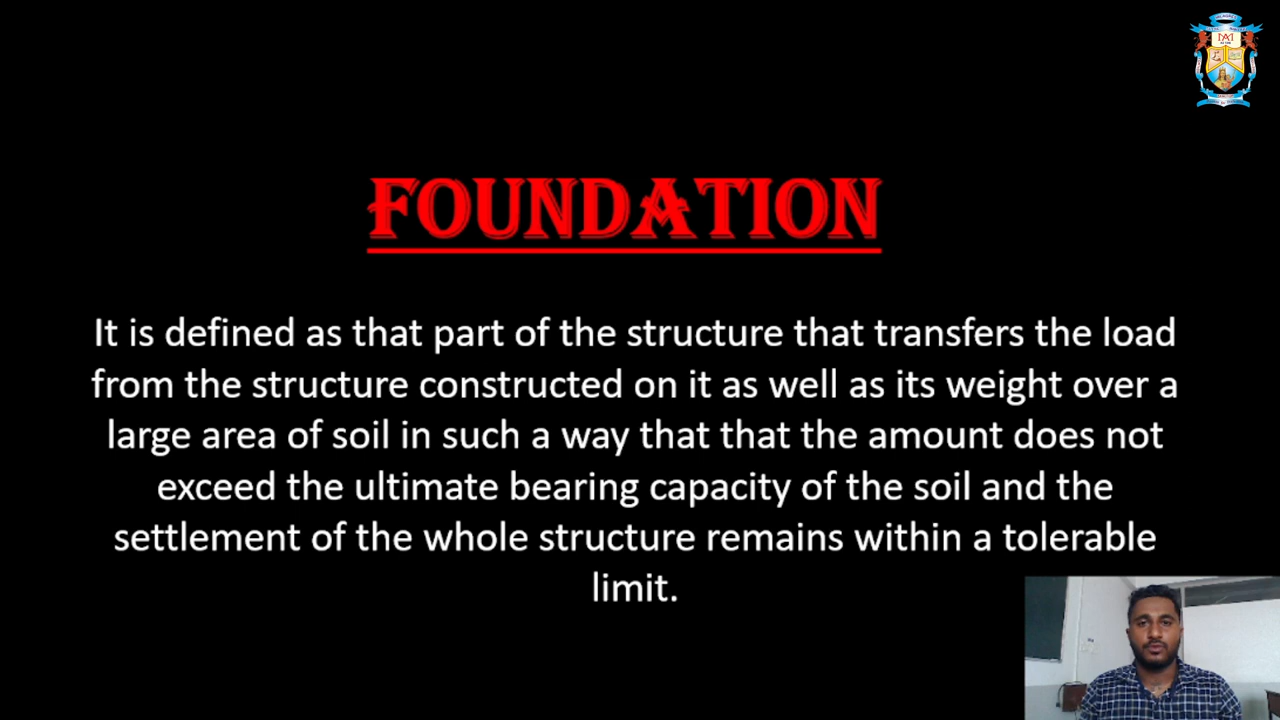 FOUNDATION
It is defined as that part of the structure that transfers the load
from the structure constructed on it as well as its weight over a
large area of soil in such a way that that the amount does not
exceed the ultimate bearing capacity of the soil and the
settlement of the whole structure remains within a tolerable
limit.